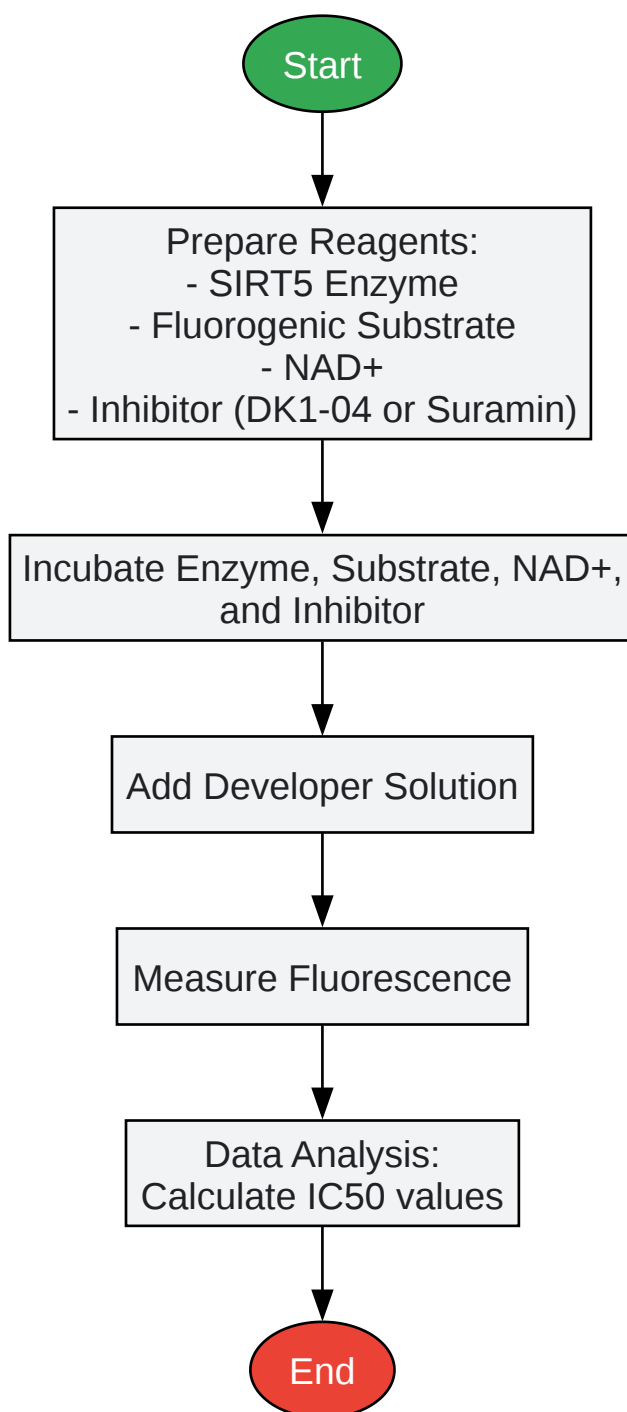 Start
Prepare Reagents:
- SIRT5 Enzyme
- Fluorogenic Substrate
- NAD+
- Inhibitor (DK1-04 or Suramin)
Incubate Enzyme, Substrate, NAD+,
and Inhibitor
Add Developer Solution
Measure Fluorescence
Data Analysis:
Calculate IC50 values
End